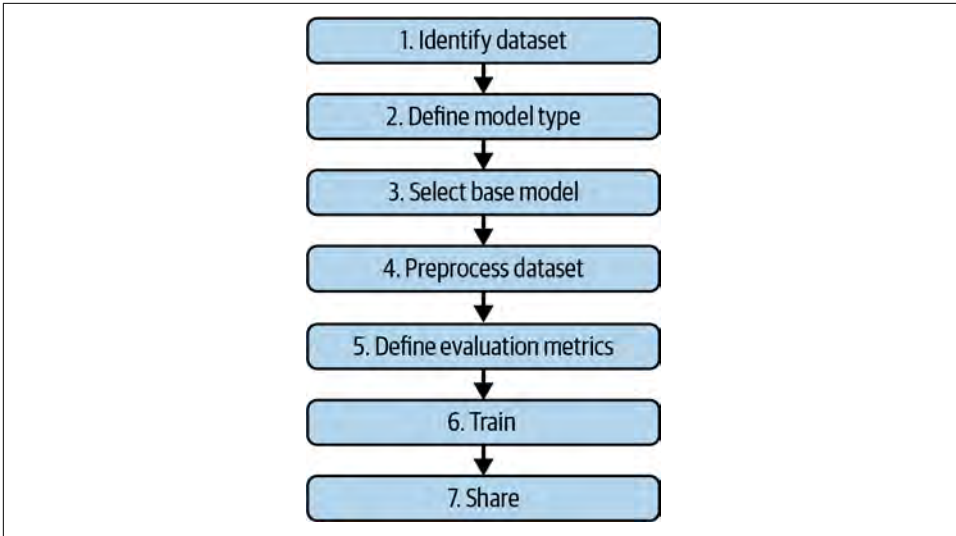 1. Identify dataset
2. Define model type
3. Select base model
4. Preprocess dataset
5. Define evaluation metrics
6. Train
7. Share